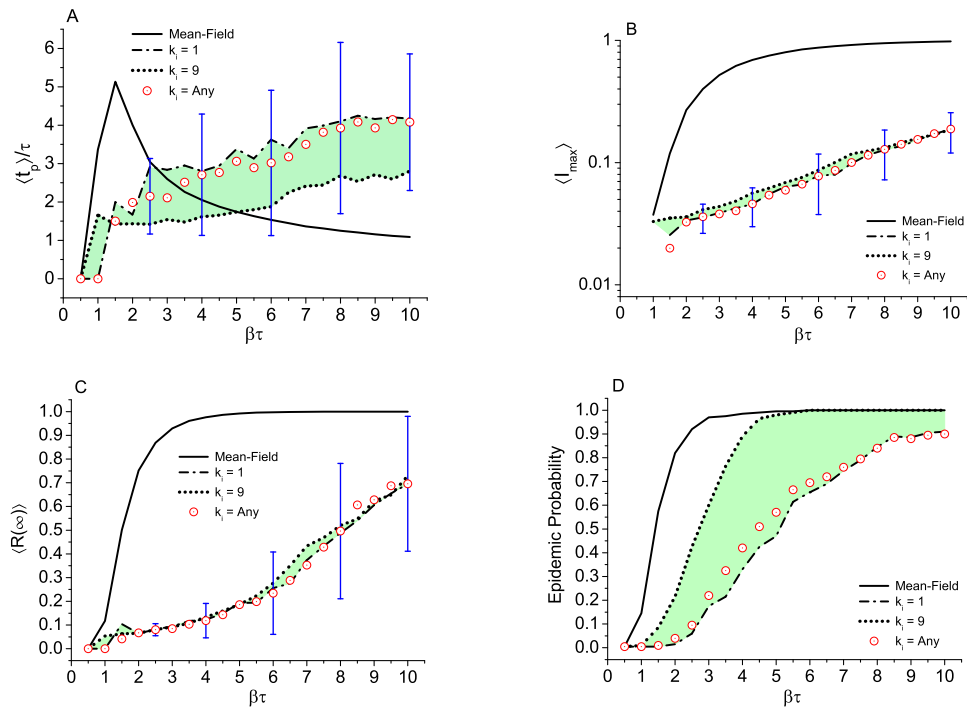 A
Mean-Field
k_i = 1
k_i = 9
k_i = Any
6
5
4
3
2
1
0
⟨t_p⟩/τ
0 1 2 3 4 5 6 7 8 9 10
βτ
B
1
0.1
0.01
⟨I_max⟩
Mean-Field
k_i = 1
k_i = 9
k_i = Any
0 1 2 3 4 5 6 7 8 9 10
βτ
C
1.0
0.9
0.8
0.7
0.6
0.5
0.4
0.3
0.2
0.1
0.0
⟨R(∞)⟩
Mean-Field
k_i = 1
k_i = 9
k_i = Any
0 1 2 3 4 5 6 7 8 9 10
βτ
D
1.0
0.9
0.8
0.7
0.6
0.5
0.4
0.3
0.2
0.1
0.0
Epidemic Probability
Mean-Field
k_i = 1
k_i = 9
k_i = Any
0 1 2 3 4 5 6 7 8 9 10
βτ